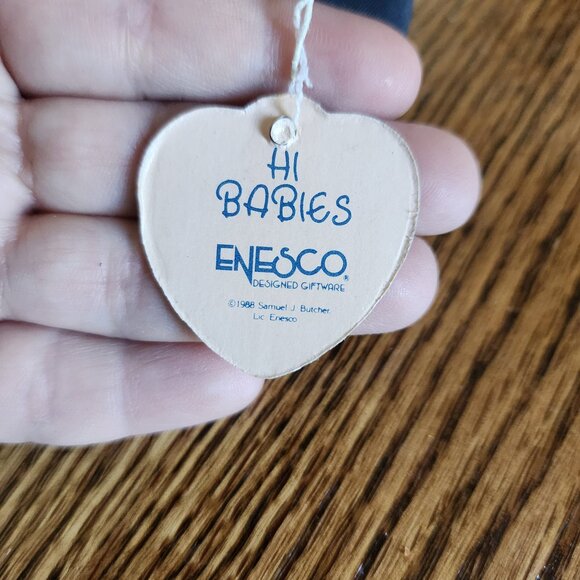 HI
BABIES
ENESCO®
DESIGNED GIFTWARE
©1988 Samuel J. Butcher
Lic. Enesco